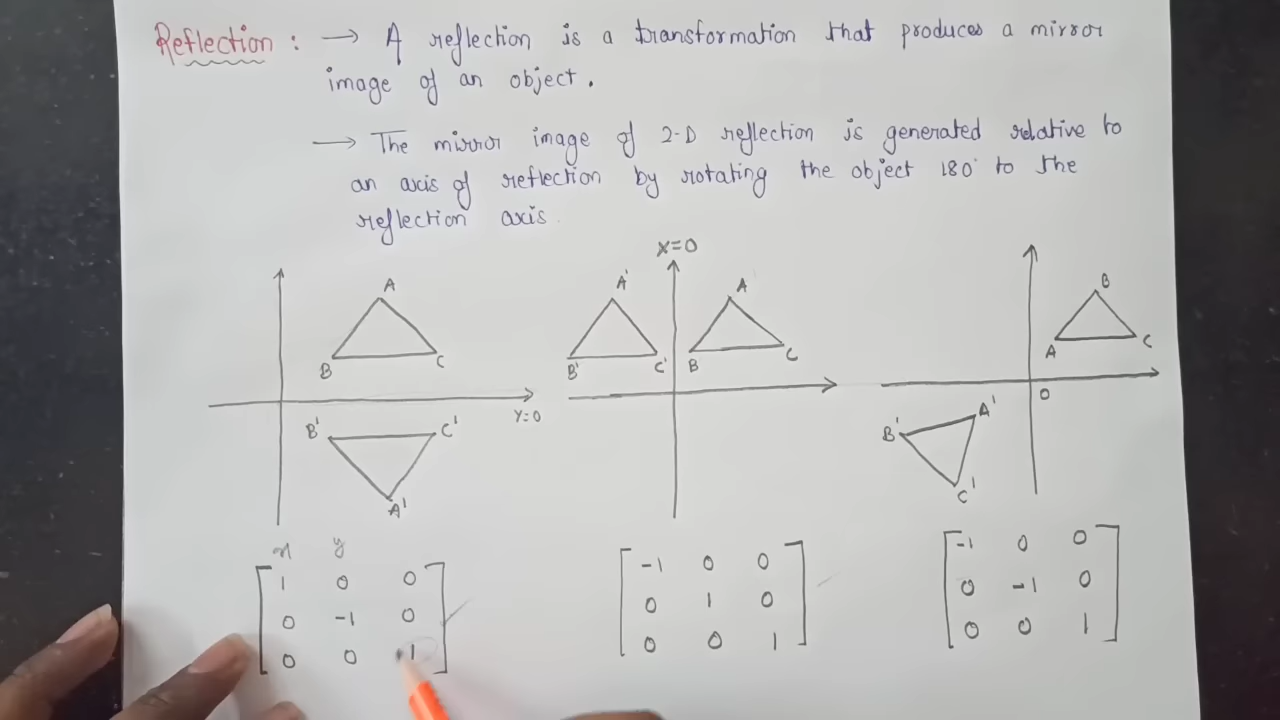 Reflection : → A reflection is a transformation that produces a mirror
image of an object.
→ The mirror image of 2-D reflection is generated relative to
an axis of reflection by rotating the object 180° to the
reflection axis.
X=0
A
B
C
Y=0
B'
C'
A'
A'
B'
C'
A
B
C
B
A
C
O
A'
B'
C'
x y
1 0 0
0 -1 0
0 0 1
-1 0 0
0 1 0
0 0 1
-1 0 0
0 -1 0
0 0 1